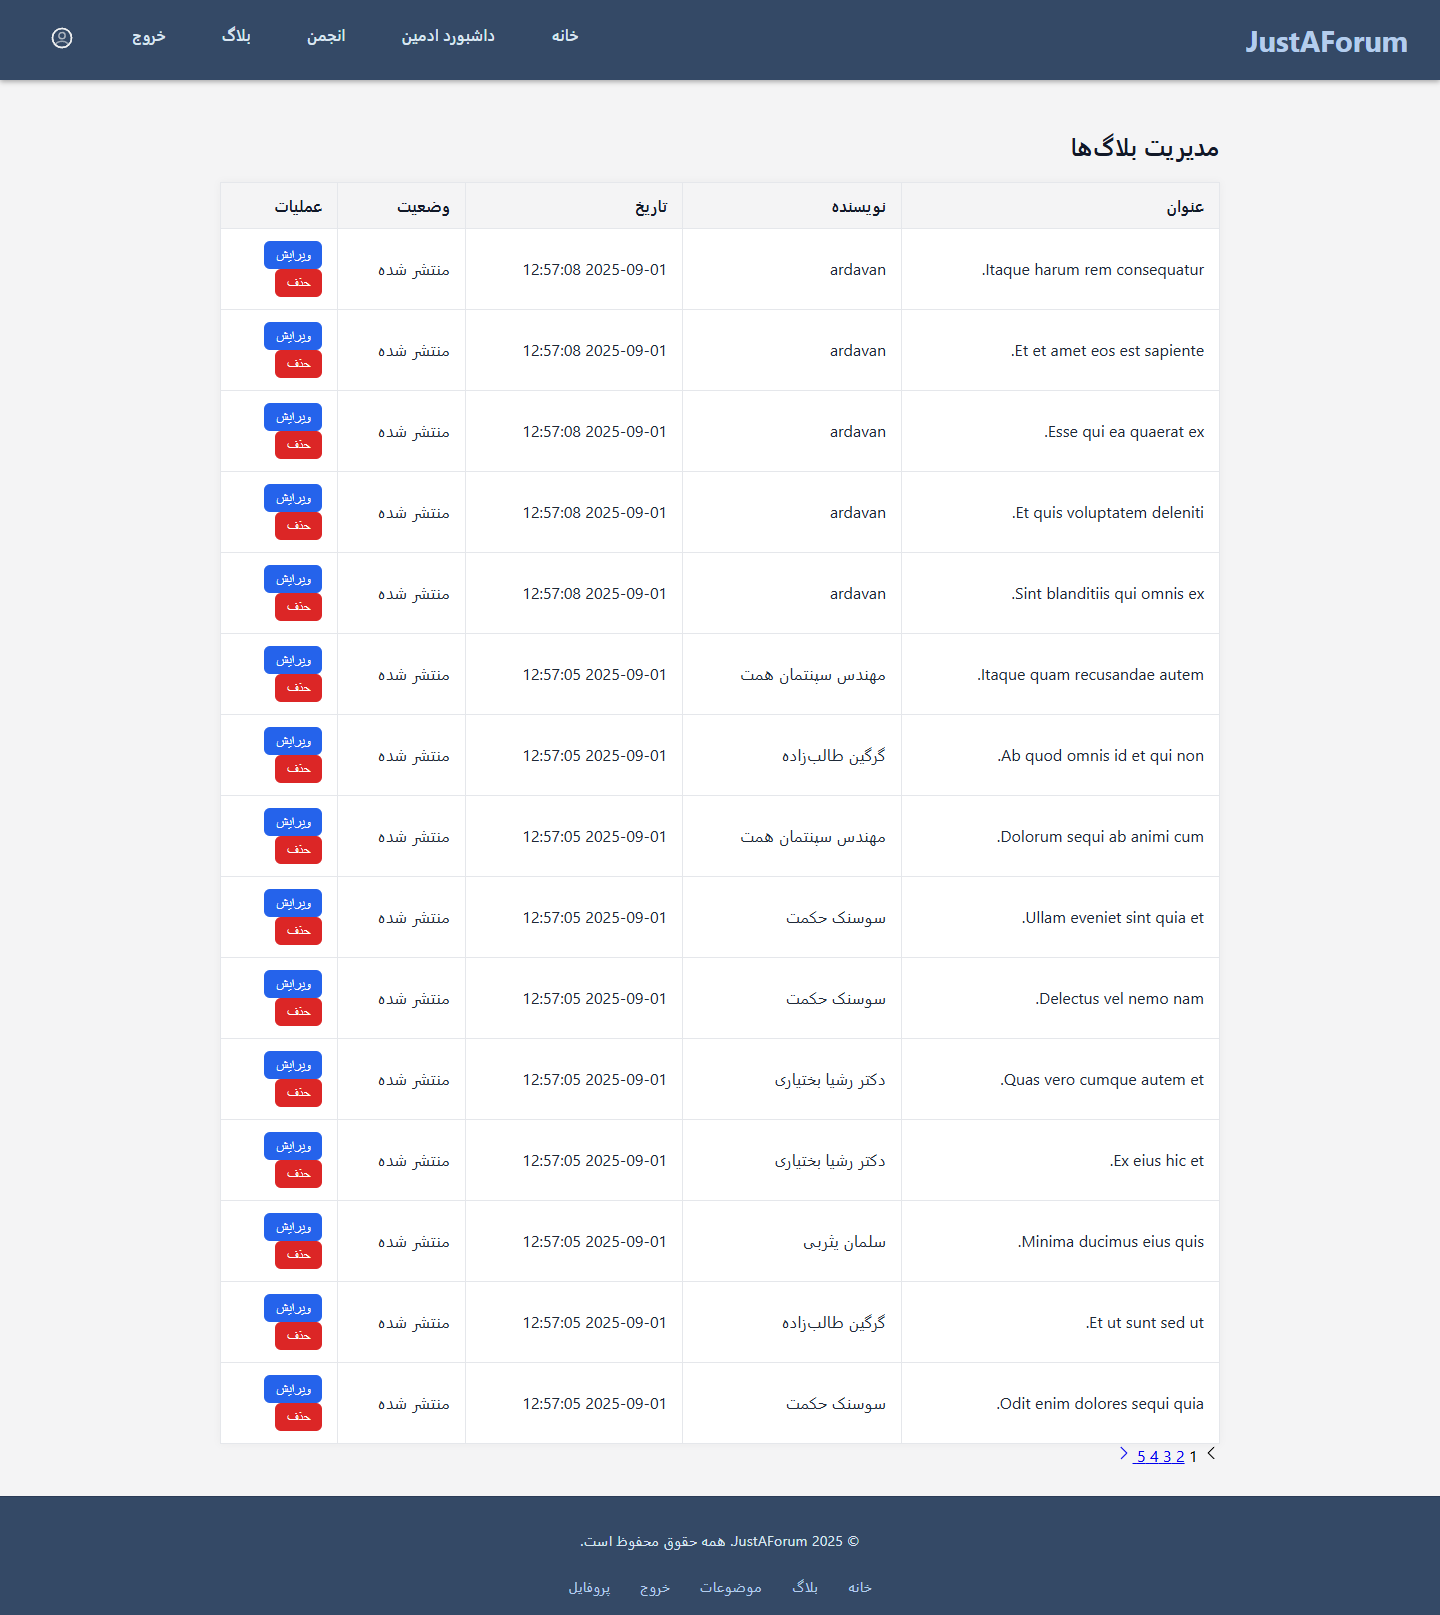 JustAForum
خانه داشبورد ادمین انجمن بلاگ خروج
مدیریت بلاگ‌ها
عنوان نویسنده تاریخ وضعیت عملیات
Itaque harum rem consequatur. ardavan 2025-09-01 12:57:08 منتشر شده ویرایش
حذف
Et et amet eos est sapiente. ardavan 2025-09-01 12:57:08 منتشر شده ویرایش
حذف
Esse qui ea quaerat ex. ardavan 2025-09-01 12:57:08 منتشر شده ویرایش
حذف
Et quis voluptatem deleniti. ardavan 2025-09-01 12:57:08 منتشر شده ویرایش
حذف
Sint blanditiis qui omnis ex. ardavan 2025-09-01 12:57:08 منتشر شده ویرایش
حذف
Itaque quam recusandae autem. مهندس سپنتمان همت 2025-09-01 12:57:05 منتشر شده ویرایش
حذف
Ab quod omnis id et qui non. گرگین طالب‌زاده 2025-09-01 12:57:05 منتشر شده ویرایش
حذف
Dolorum sequi ab animi cum. مهندس سپنتمان همت 2025-09-01 12:57:05 منتشر شده ویرایش
حذف
Ullam eveniet sint quia et. سوسنک حکمت 2025-09-01 12:57:05 منتشر شده ویرایش
حذف
Delectus vel nemo nam. سوسنک حکمت 2025-09-01 12:57:05 منتشر شده ویرایش
حذف
Quas vero cumque autem et. دکتر رشیا بختیاری 2025-09-01 12:57:05 منتشر شده ویرایش
حذف
Ex eius hic et. دکتر رشیا بختیاری 2025-09-01 12:57:05 منتشر شده ویرایش
حذف
Minima ducimus eius quis. سلمان یثربی 2025-09-01 12:57:05 منتشر شده ویرایش
حذف
Et ut sunt sed ut. گرگین طالب‌زاده 2025-09-01 12:57:05 منتشر شده ویرایش
حذف
Odit enim dolores sequi quia. سوسنک حکمت 2025-09-01 12:57:05 منتشر شده ویرایش
حذف
1 2 3 4 5
© 2025 JustAForum. همه حقوق محفوظ است.
خانه بلاگ موضوعات خروج پروفایل